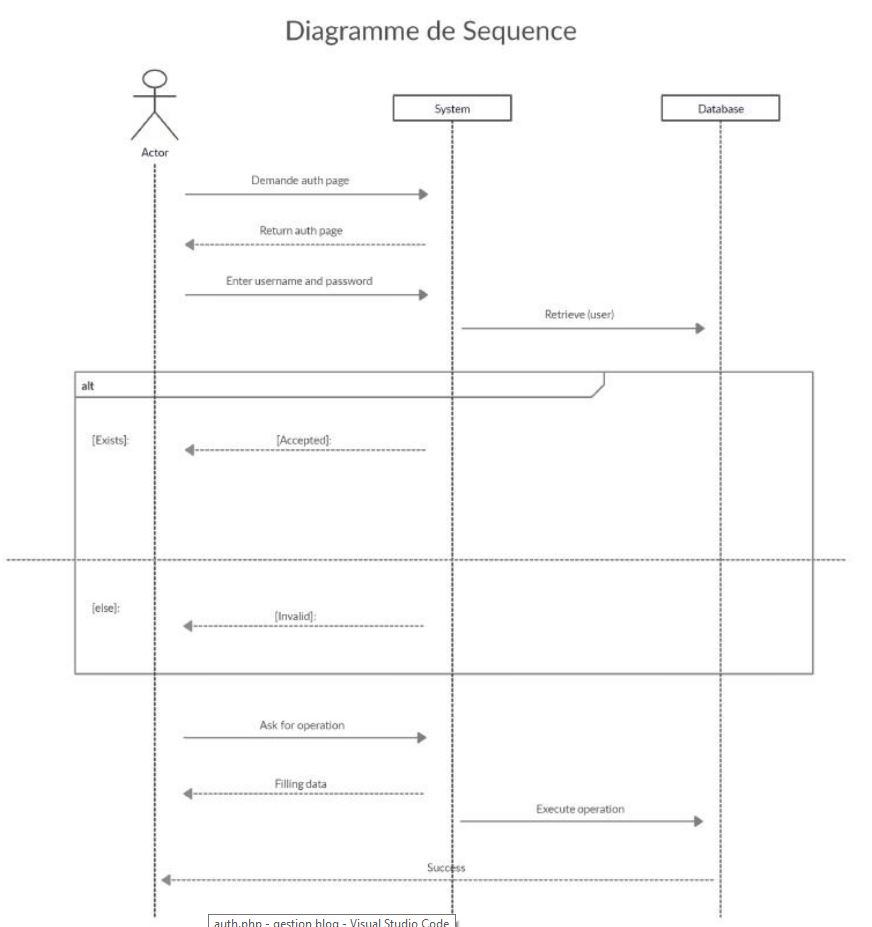 Diagramme de Sequence
System
Database
Actor
Demande auth page
Return auth page
Enter username and password
Retrieve (user)
alt
[Exists]:
[Accepted]:
[else]:
[Invalid]:
Ask for operation
Filling data
Execute operation
Success
auth.php - gestion blog - Visual Studio Code